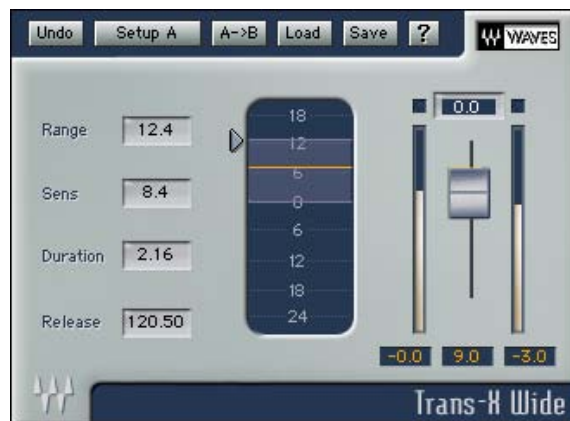 Undo Setup A A->B Load Save ? WAVES
0.0
Range 12.4
Sens 8.4
Duration 2.16
Release 120.50
18
12
6
0
6
12
18
24
-0.0 9.0 -3.0
Trans-X Wide